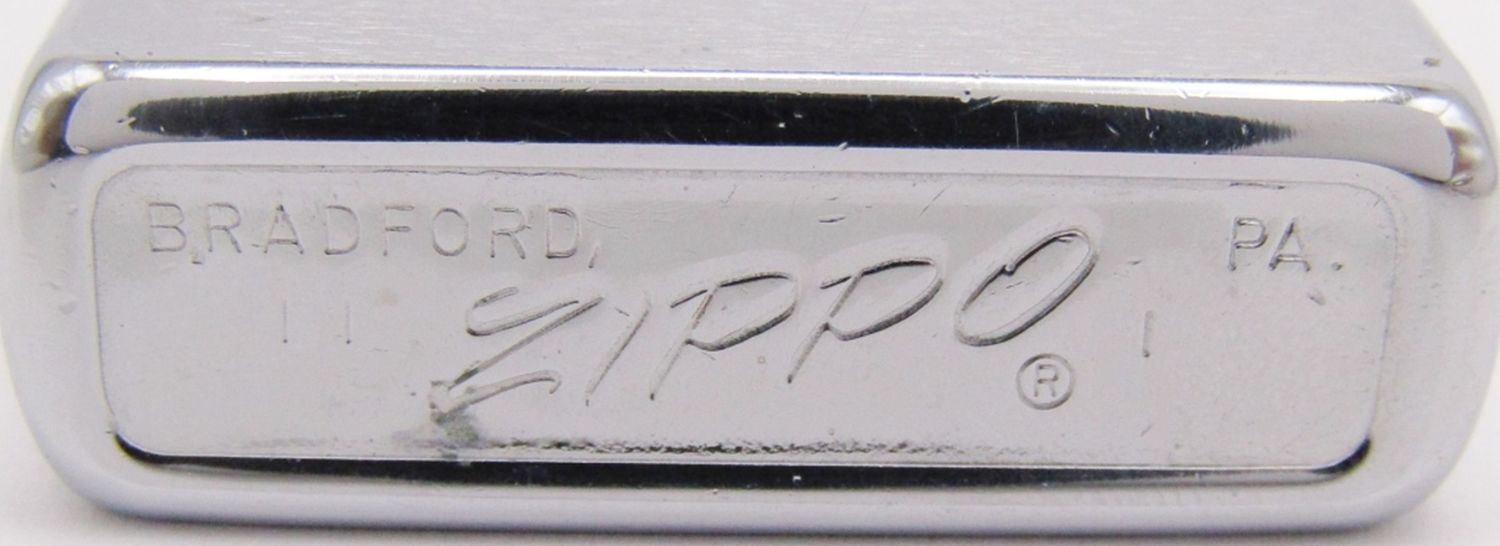 BRADFORD, PA.
ZIPPO ®
|| |